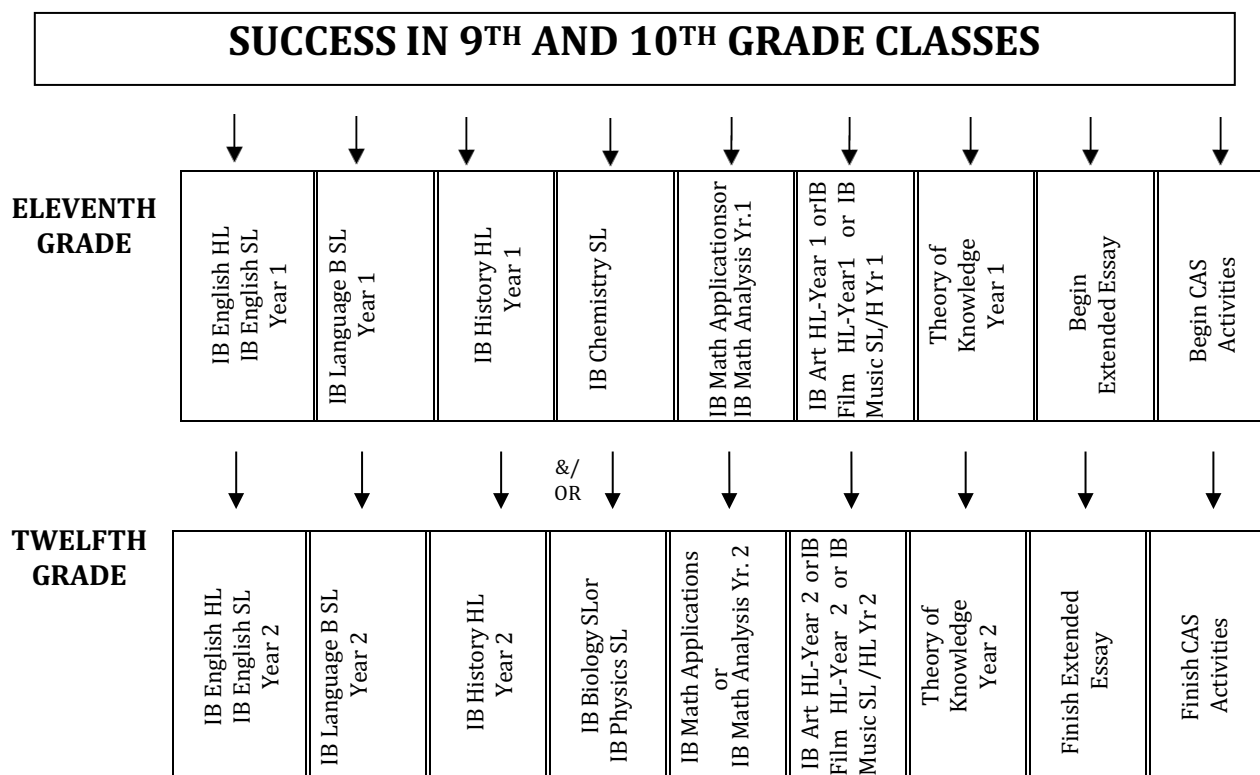 SUCCESS IN 9TH AND 10TH GRADE CLASSES
ELEVENTH
GRADE
IB English HL
IB English SL
Year 1
IB Language B SL
Year 1
IB History HL
Year 1
IB Chemistry SL
IB Math Applicationsor
IB Math Analysis Yr.1
IB Art HL-Year 1 orIB
Film HL-Year1 or IB
Music SL/H Yr 1
Theory of
Knowledge
Year 1
Begin
Extended Essay
Begin CAS
Activities
&/
OR
TWELFTH
GRADE
IB English HL
IB English SL
Year 2
IB Language B SL
Year 2
IB History HL
Year 2
IB Biology SLor
IB Physics SL
IB Math Applications
or
IB Math Analysis Yr. 2
IB Art HL-Year 2 orIB
Film HL-Year 2 or IB
Music SL /HL Yr 2
Theory of
Knowledge
Year 2
Finish Extended
Essay
Finish CAS
Activities